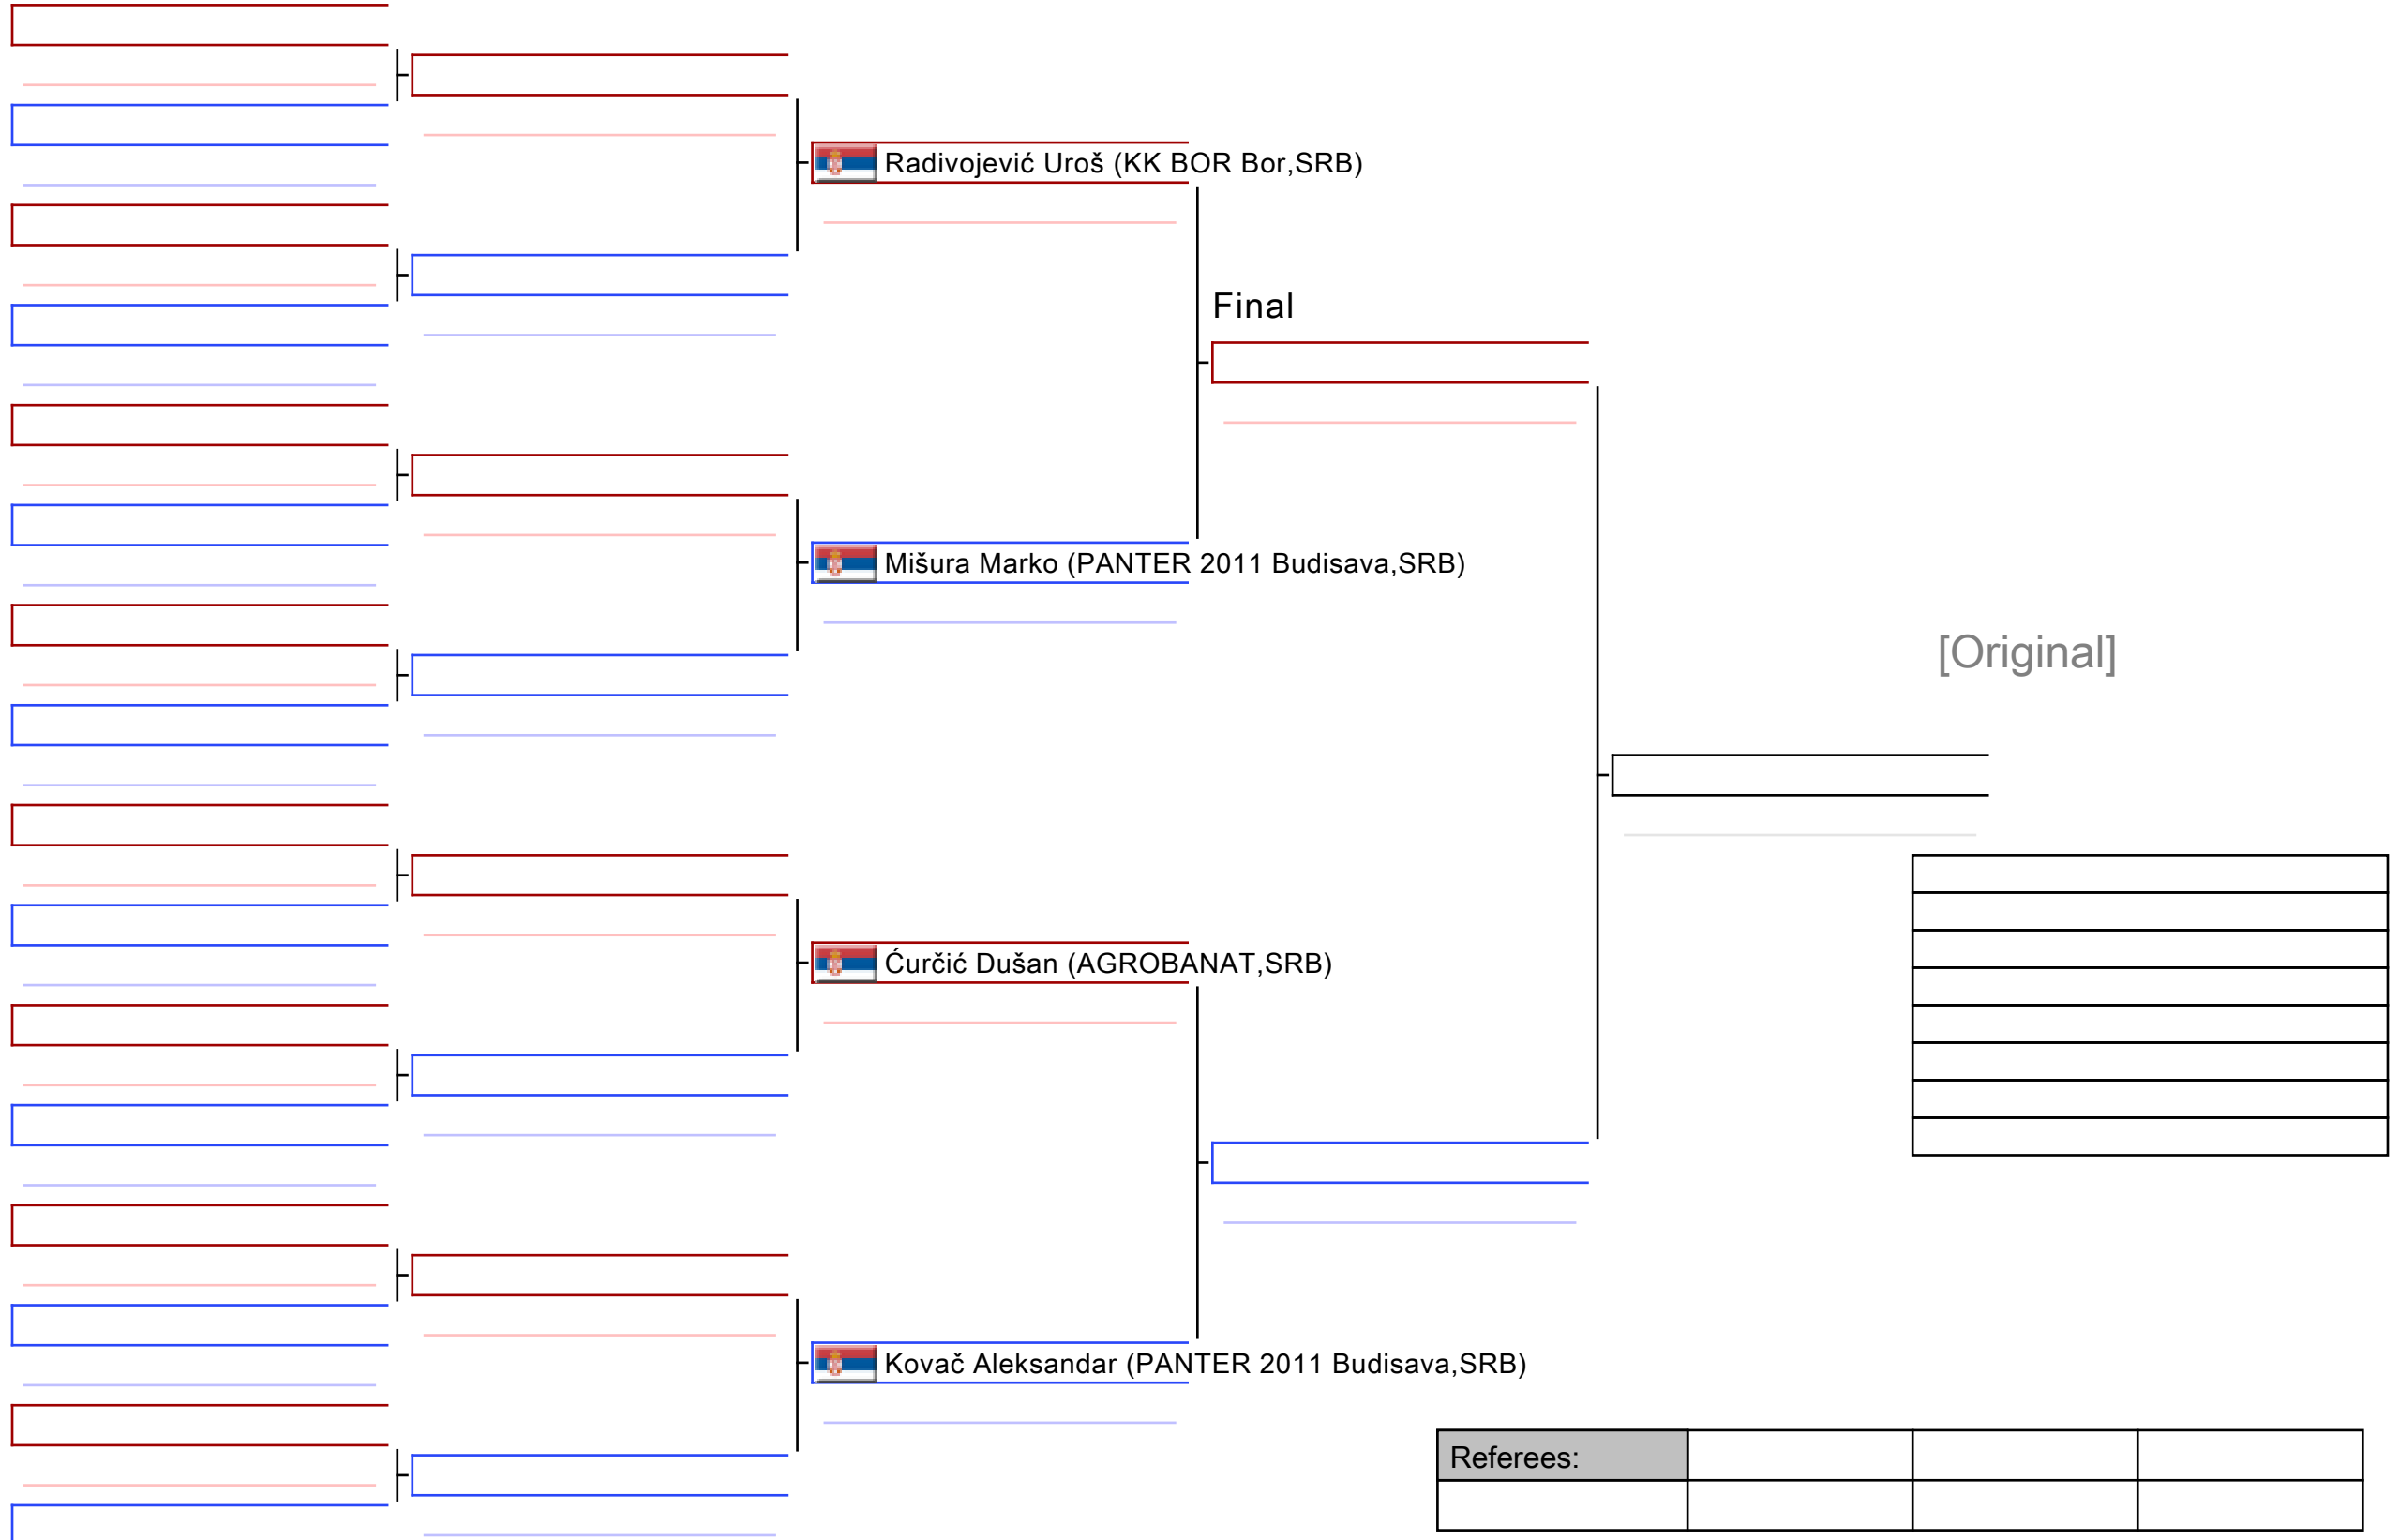 Radivojević Uroš (KK BOR Bor,SRB)
Final
Mišura Marko (PANTER 2011 Budisava,SRB)
[Original]
Ćurčić Dušan (AGROBANAT,SRB)
Kovač Aleksandar (PANTER 2011 Budisava,SRB)
Referees: